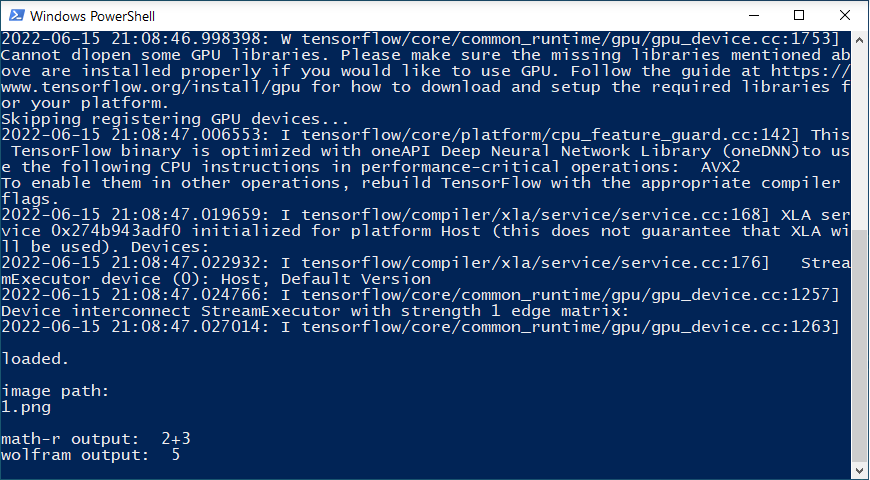 Windows PowerShell
2022-06-15 21:08:46.998398: W tensorflow/core/common_runtime/gpu/gpu_device.cc:1753]
Cannot dlopen some GPU libraries. Please make sure the missing libraries mentioned ab
ove are installed properly if you would like to use GPU. Follow the guide at https://
www.tensorflow.org/install/gpu for how to download and setup the required libraries f
or your platform.
Skipping registering GPU devices...
2022-06-15 21:08:47.006553: I tensorflow/core/platform/cpu_feature_guard.cc:142] This
 TensorFlow binary is optimized with oneAPI Deep Neural Network Library (oneDNN)to us
e the following CPU instructions in performance-critical operations:  AVX2
To enable them in other operations, rebuild TensorFlow with the appropriate compiler
flags.
2022-06-15 21:08:47.019659: I tensorflow/compiler/xla/service/service.cc:168] XLA ser
vice 0x274b943adf0 initialized for platform Host (this does not guarantee that XLA wi
ll be used). Devices:
2022-06-15 21:08:47.022932: I tensorflow/compiler/xla/service/service.cc:176]   Strea
mExecutor device (0): Host, Default Version
2022-06-15 21:08:47.024766: I tensorflow/core/common_runtime/gpu/gpu_device.cc:1257]
Device interconnect StreamExecutor with strength 1 edge matrix:
2022-06-15 21:08:47.027014: I tensorflow/core/common_runtime/gpu/gpu_device.cc:1263]
loaded.
image path:
1.png
math-r output:  2+3
wolfram output:  5